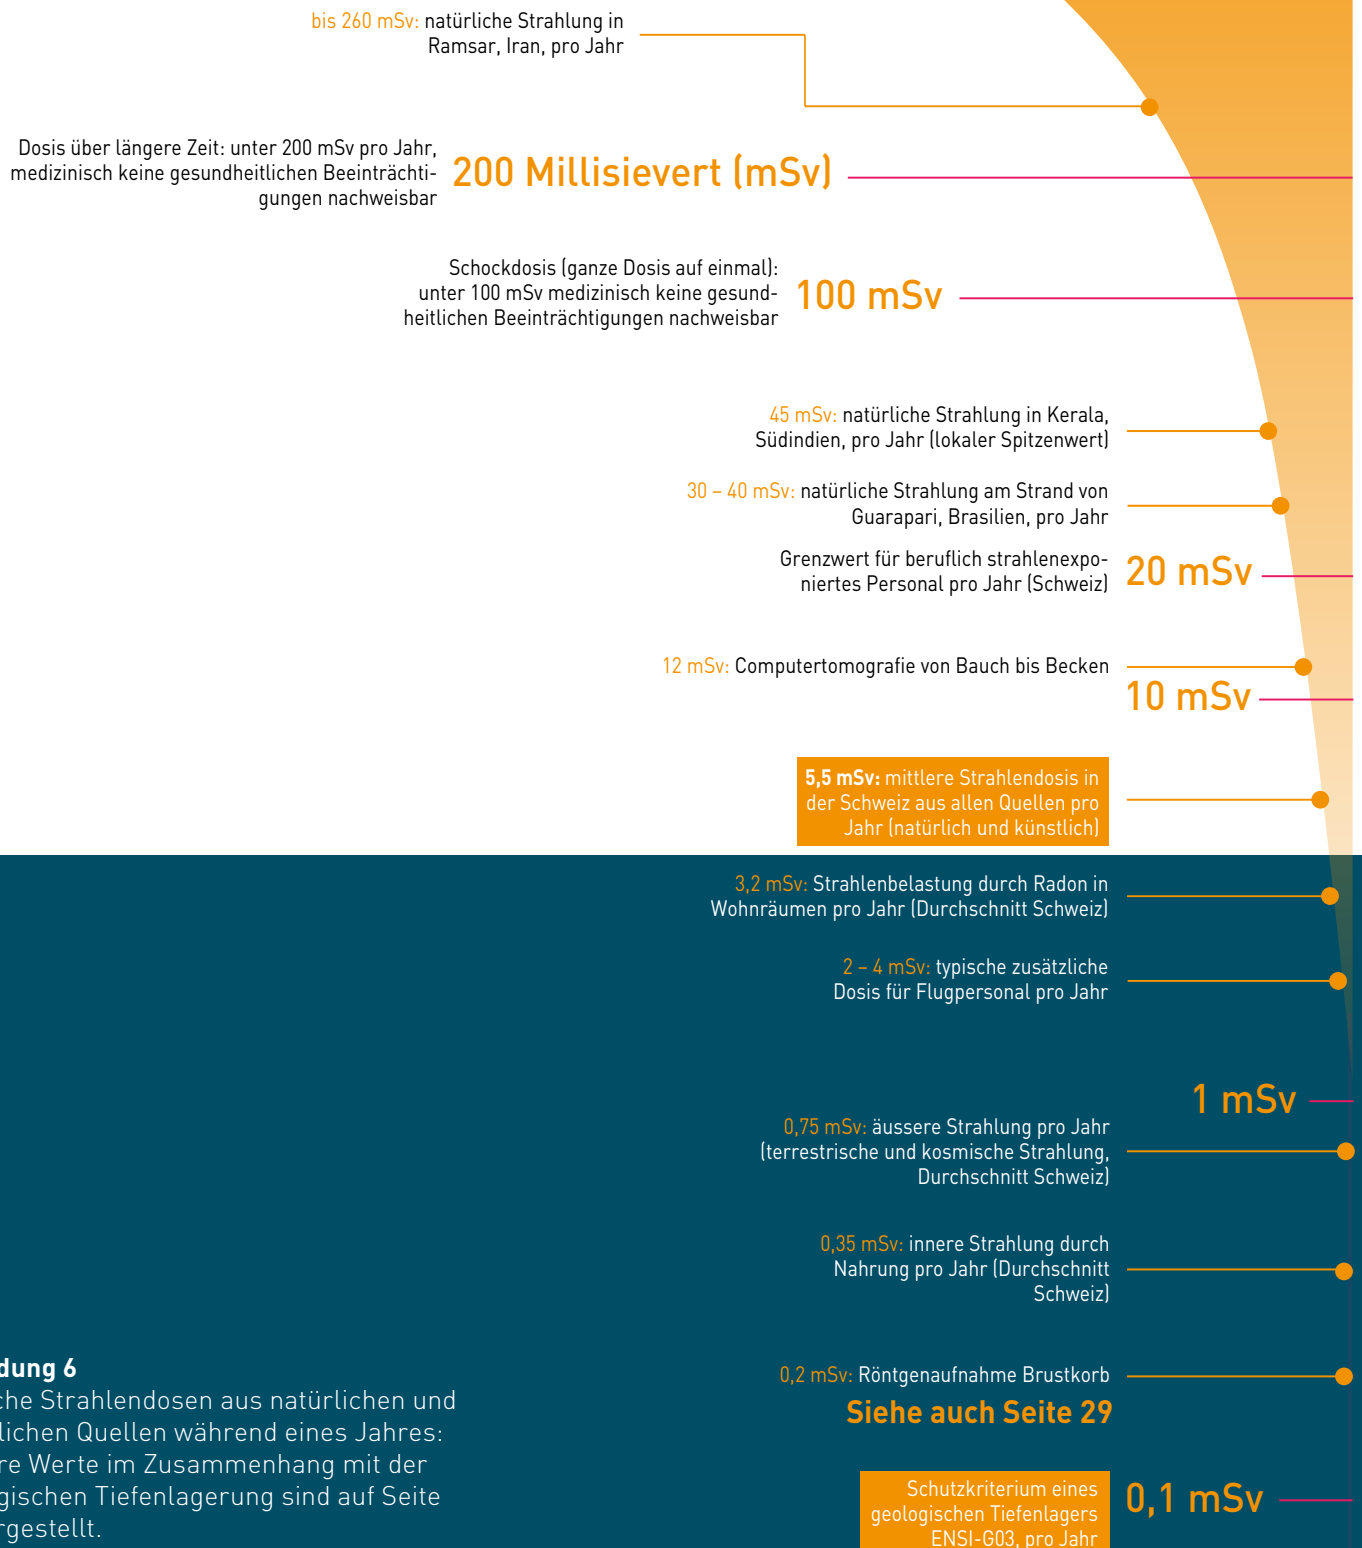 bis 260 mSv: natürliche Strahlung in
Ramsar, Iran, pro Jahr
Dosis über längere Zeit: unter 200 mSv pro Jahr,
medizinisch keine gesundheitlichen Beeinträchti-
gungen nachweisbar
200 Millisievert (mSv)
Schockdosis (ganze Dosis auf einmal):
unter 100 mSv medizinisch keine gesund-
heitlichen Beeinträchtigungen nachweisbar
100 mSv
45 mSv: natürliche Strahlung in Kerala,
Südindien, pro Jahr (lokaler Spitzenwert)
30 – 40 mSv: natürliche Strahlung am Strand von
Guarapari, Brasilien, pro Jahr
Grenzwert für beruflich strahlenexpo-
niertes Personal pro Jahr (Schweiz)
20 mSv
12 mSv: Computertomografie von Bauch bis Becken
10 mSv
5,5 mSv: mittlere Strahlendosis in
der Schweiz aus allen Quellen pro
Jahr (natürlich und künstlich)
3,2 mSv: Strahlenbelastung durch Radon in
Wohnräumen pro Jahr (Durchschnitt Schweiz)
2 – 4 mSv: typische zusätzliche
Dosis für Flugpersonal pro Jahr
1 mSv
0,75 mSv: äussere Strahlung pro Jahr
(terrestrische und kosmische Strahlung,
Durchschnitt Schweiz)
0,35 mSv: innere Strahlung durch
Nahrung pro Jahr (Durchschnitt
Schweiz)
0,2 mSv: Röntgenaufnahme Brustkorb
Siehe auch Seite 29
Schutzkriterium eines
geologischen Tiefenlagers
ENSI-G03, pro Jahr
0,1 mSv
dung 6
che Strahlendosen aus natürlichen und
lichen Quellen während eines Jahres:
re Werte im Zusammenhang mit der
gischen Tiefenlagerung sind auf Seite
rgestellt.